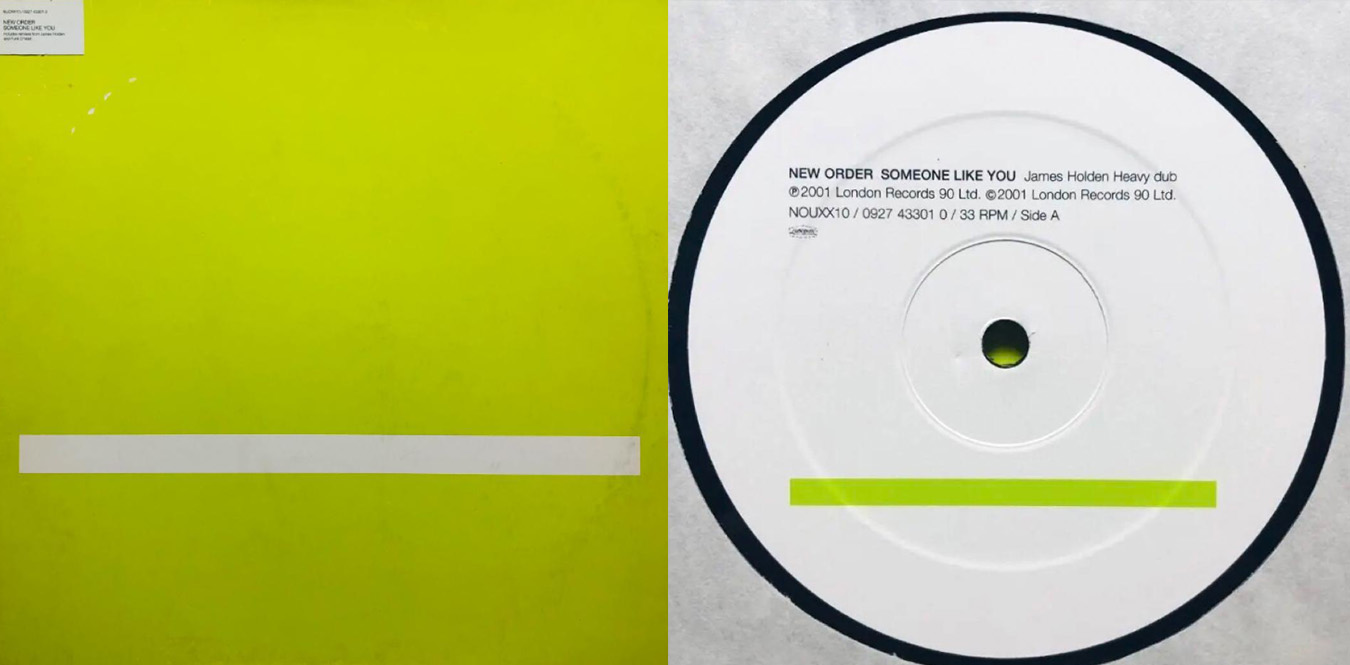 NEW ORDER
SOMEONE LIKE YOU
NEW ORDER SOMEONE LIKE YOU James Holden Heavy dub
℗2001 London Records 90 Ltd. ©2001 London Records 90 Ltd.
NOUXX10 / 0927 43301 0 / 33 RPM / Side A